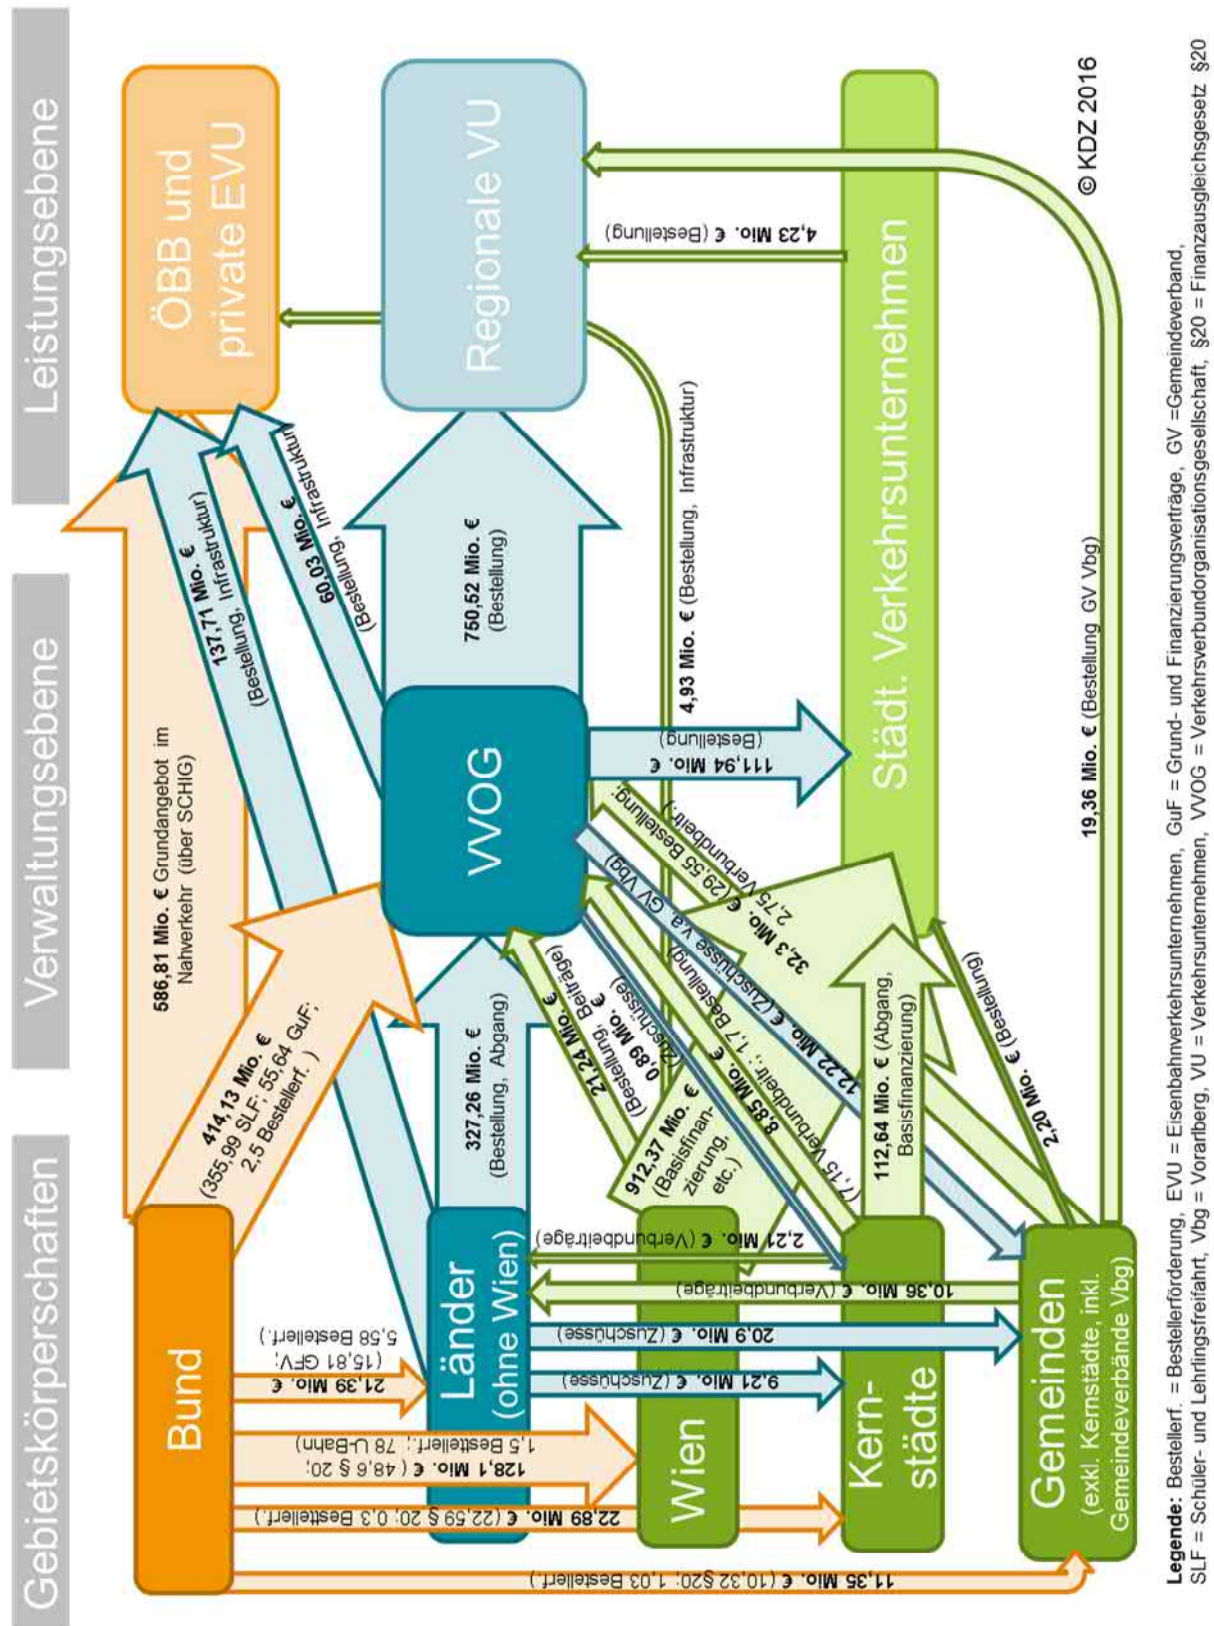 Gebietskörperschaften
Verwaltungsebene
Leistungsebene
Bund
586,81 Mio. € Grundangebot im
Nahverkehr (über SCHIG)
ÖBB und
private EVU
414,13 Mio. €
(355,99 SLF; 55,64 GuF;
2,5 Bestellerf. )
137,71 Mio. €
(Bestellung, Infrastruktur)
60,03 Mio. €
(Bestellung, Infrastruktur
21,39 Mio. €
(15,81 GFV;
5,58 Bestellerf.)
128,1 Mio. € ( 48,6 § 20;
1,5 Bestellerf.; 78 U-Bahn)
22,89 Mio. € (22,59 § 20; 0,3 Bestellerf.)
11,35 Mio. € (10,32 §20; 1,03 Bestellerf.)
Länder
(ohne Wien)
327,26 Mio. €
(Bestellung, Abgang)
VVOG
750,52 Mio. €
(Bestellung)
Regionale VU
21,24 Mio. €
(Bestellung, Beiträge)
0,89 Mio. €
(Zuschüsse)
2,21 Mio. € (Verbundbeiträge)
10,36 Mio. € (Verbundbeiträge)
20,9 Mio. € (Zuschüsse)
9,21 Mio. € (Zuschüsse)
Wien
912,37 Mio. €
(Basisfinan-
zierung,
etc.)
8,85 Mio. €
(7,15 Verbundbeitr.; 1,7 Bestellung)
12,22 Mio. € (Zuschüsse v.a. GV Vbg)
32,3 Mio. € (29,55 Bestellung;
2,75 Verbundbeitr.)
111,94 Mio. €
(Bestellung)
4,93 Mio. € (Bestellung, Infrastruktur)
4,23 Mio. € (Bestellung)
Kern-
städte
112,64 Mio. € (Abgang,
Basisfinanzierung)
Städt. Verkehrsunternehmen
2,20 Mio. € (Bestellung)
Gemeinden
(exkl. Kernstädte, inkl.
Gemeindeverbände Vbg)
19,36 Mio. € (Bestellung GV Vbg)
© KDZ 2016
Legende: Bestellerf. = Bestellerförderung, EVU = Eisenbahnverkehrsunternehmen, GuF = Grund- und Finanzierungsverträge, GV =Gemeindeverband,
SLF = Schüler- und Lehrlingsfreifahrt, Vbg = Vorarlberg, VU = Verkehrsunternehmen, VVOG = Verkehrsverbundorganisationsgesellschaft, §20 = Finanzausgleichsgesetz §20